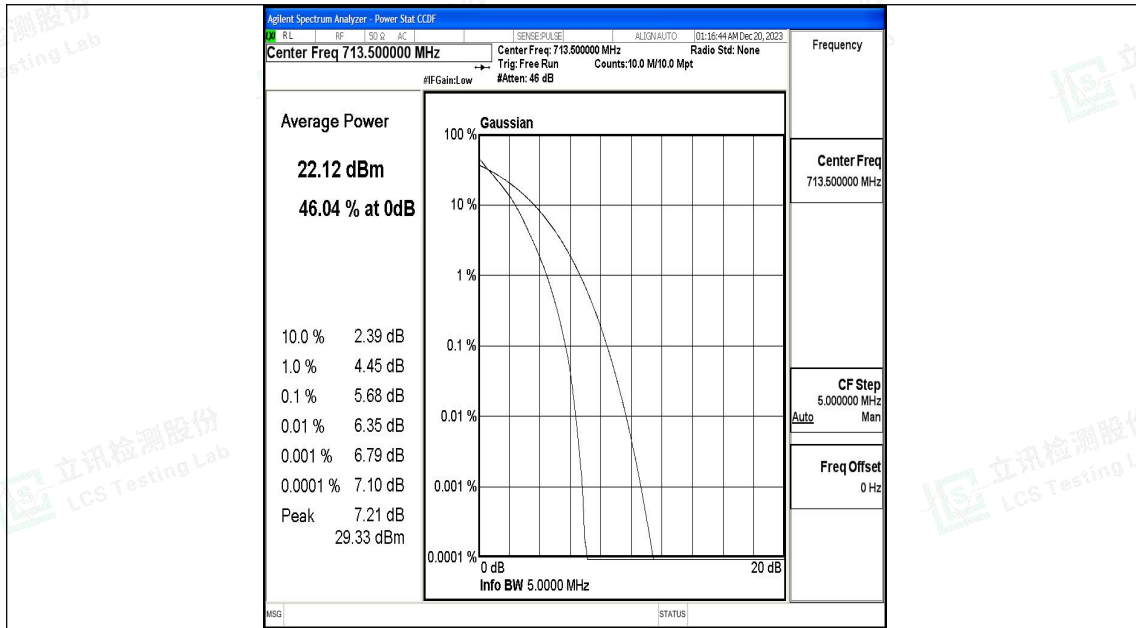 Agilent Spectrum Analyzer - Power Stat CCDF
LXI RL RF 50 Ω AC SENSE:PULSE ALIGNAUTO 01:16:44 AM Dec 20, 2023
Center Freq 713.500000 MHz
Center Freq: 713.500000 MHz Radio Std: None
Trig: Free Run Counts:10.0 M/10.0 Mpt
#IFGain:Low #Atten: 46 dB
Average Power
22.12 dBm
46.04 % at 0dB
10.0 % 2.39 dB
1.0 % 4.45 dB
0.1 % 5.68 dB
0.01 % 6.35 dB
0.001 % 6.79 dB
0.0001 % 7.10 dB
Peak 7.21 dB
29.33 dBm
Gaussian
100 %
10 %
1 %
0.1 %
0.01 %
0.001 %
0.0001 %
0 dB 20 dB
Info BW 5.0000 MHz
Frequency
Center Freq
713.500000 MHz
CF Step
5.000000 MHz
Auto Man
Freq Offset
0 Hz
MSG STATUS
立讯检测股份
LCS Testing Lab
立讯检测股份
LCS Testing L